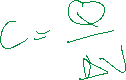 C = Q / ΔV